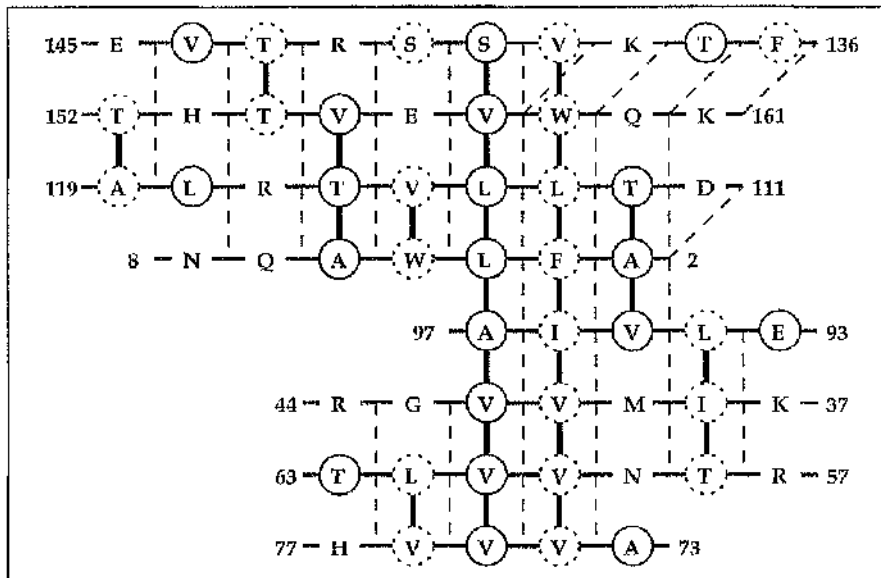 145 E V T R S S V K T F 136
152 T H T V E V W Q K 161
119 A L R T V L L T D 111
8 N Q A W L F A 2
97 A I V L E 93
44 R G V V M I K 37
63 T L V V N T R 57
77 H V V V A 73